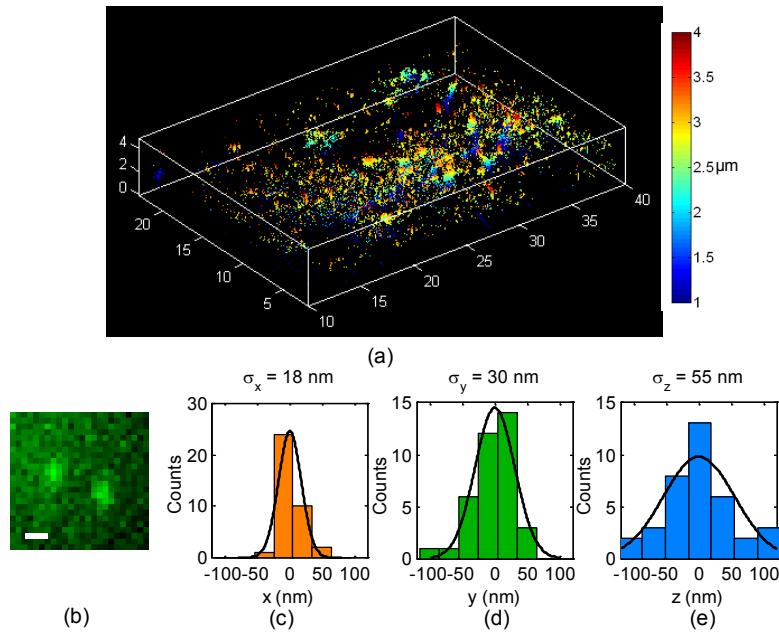 4
3.5
3
2.5
μm
2
1.5
1
4
2
0
20
15
10
5
10
15
20
25
30
35
40
(a)
σx = 18 nm
σy = 30 nm
σz = 55 nm
30
20
10
0
Counts
-100 -50 0 50 100
x (nm)
15
10
5
0
Counts
-100 -50 0 50 100
y (nm)
15
10
5
0
Counts
-100 -50 0 50 100
z (nm)
(b)
(c)
(d)
(e)